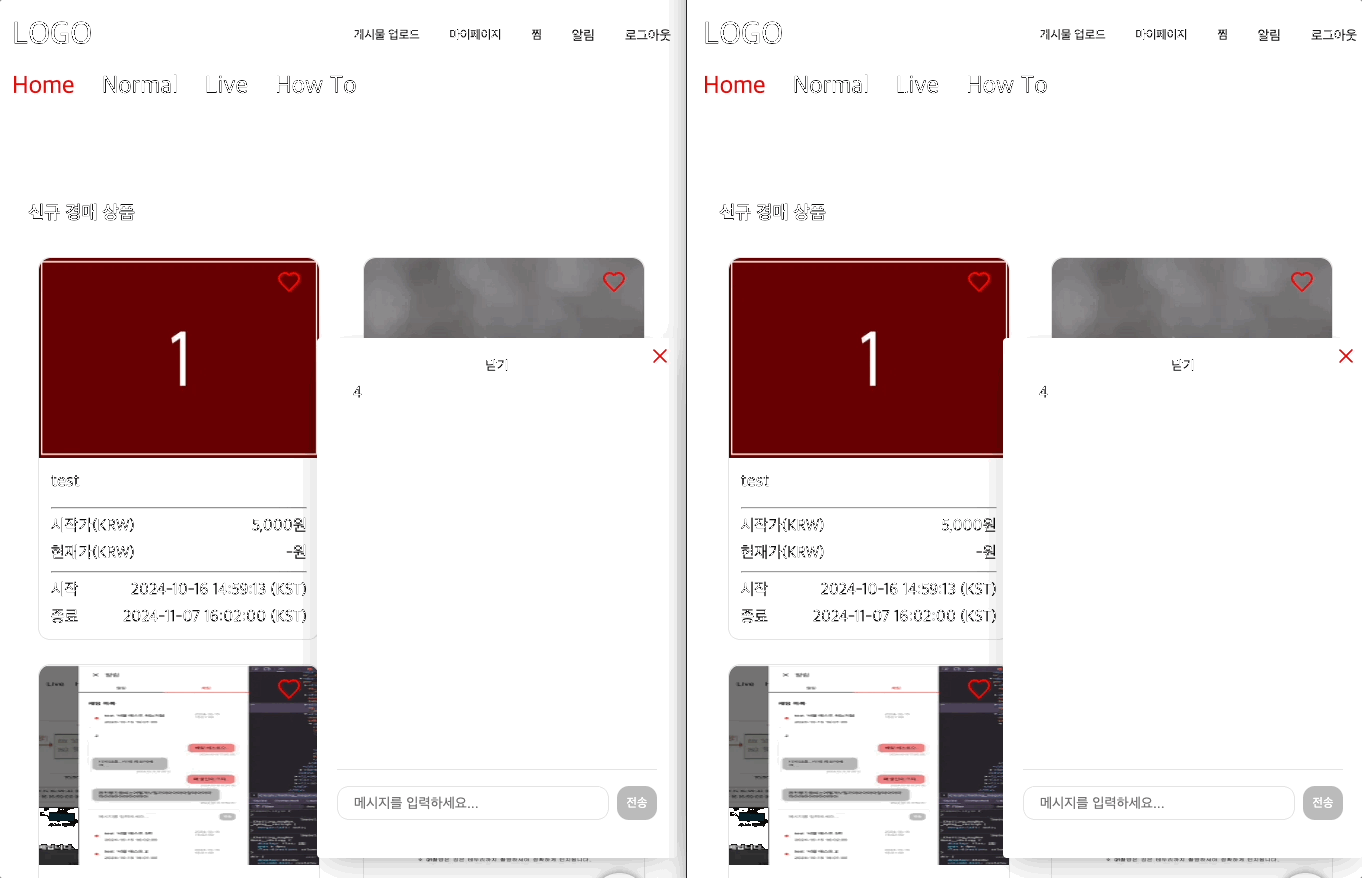 LOGO
게시물 업로드 마이페이지 찜 알림 로그아웃
Home Normal Live How To
신규 경매 상품
1
닫기
4
test
시작가(KRW) 5,000원
현재가(KRW) -원
시작 2024-10-16 14:59:13 (KST)
종료 2024-11-07 16:02:00 (KST)
메시지를 입력하세요... 전송
LOGO
게시물 업로드 마이페이지 찜 알림 로그아웃
Home Normal Live How To
신규 경매 상품
1
닫기
4
test
시작가(KRW) 5,000원
현재가(KRW) -원
시작 2024-10-16 14:59:13 (KST)
종료 2024-11-07 16:02:00 (KST)
메시지를 입력하세요... 전송